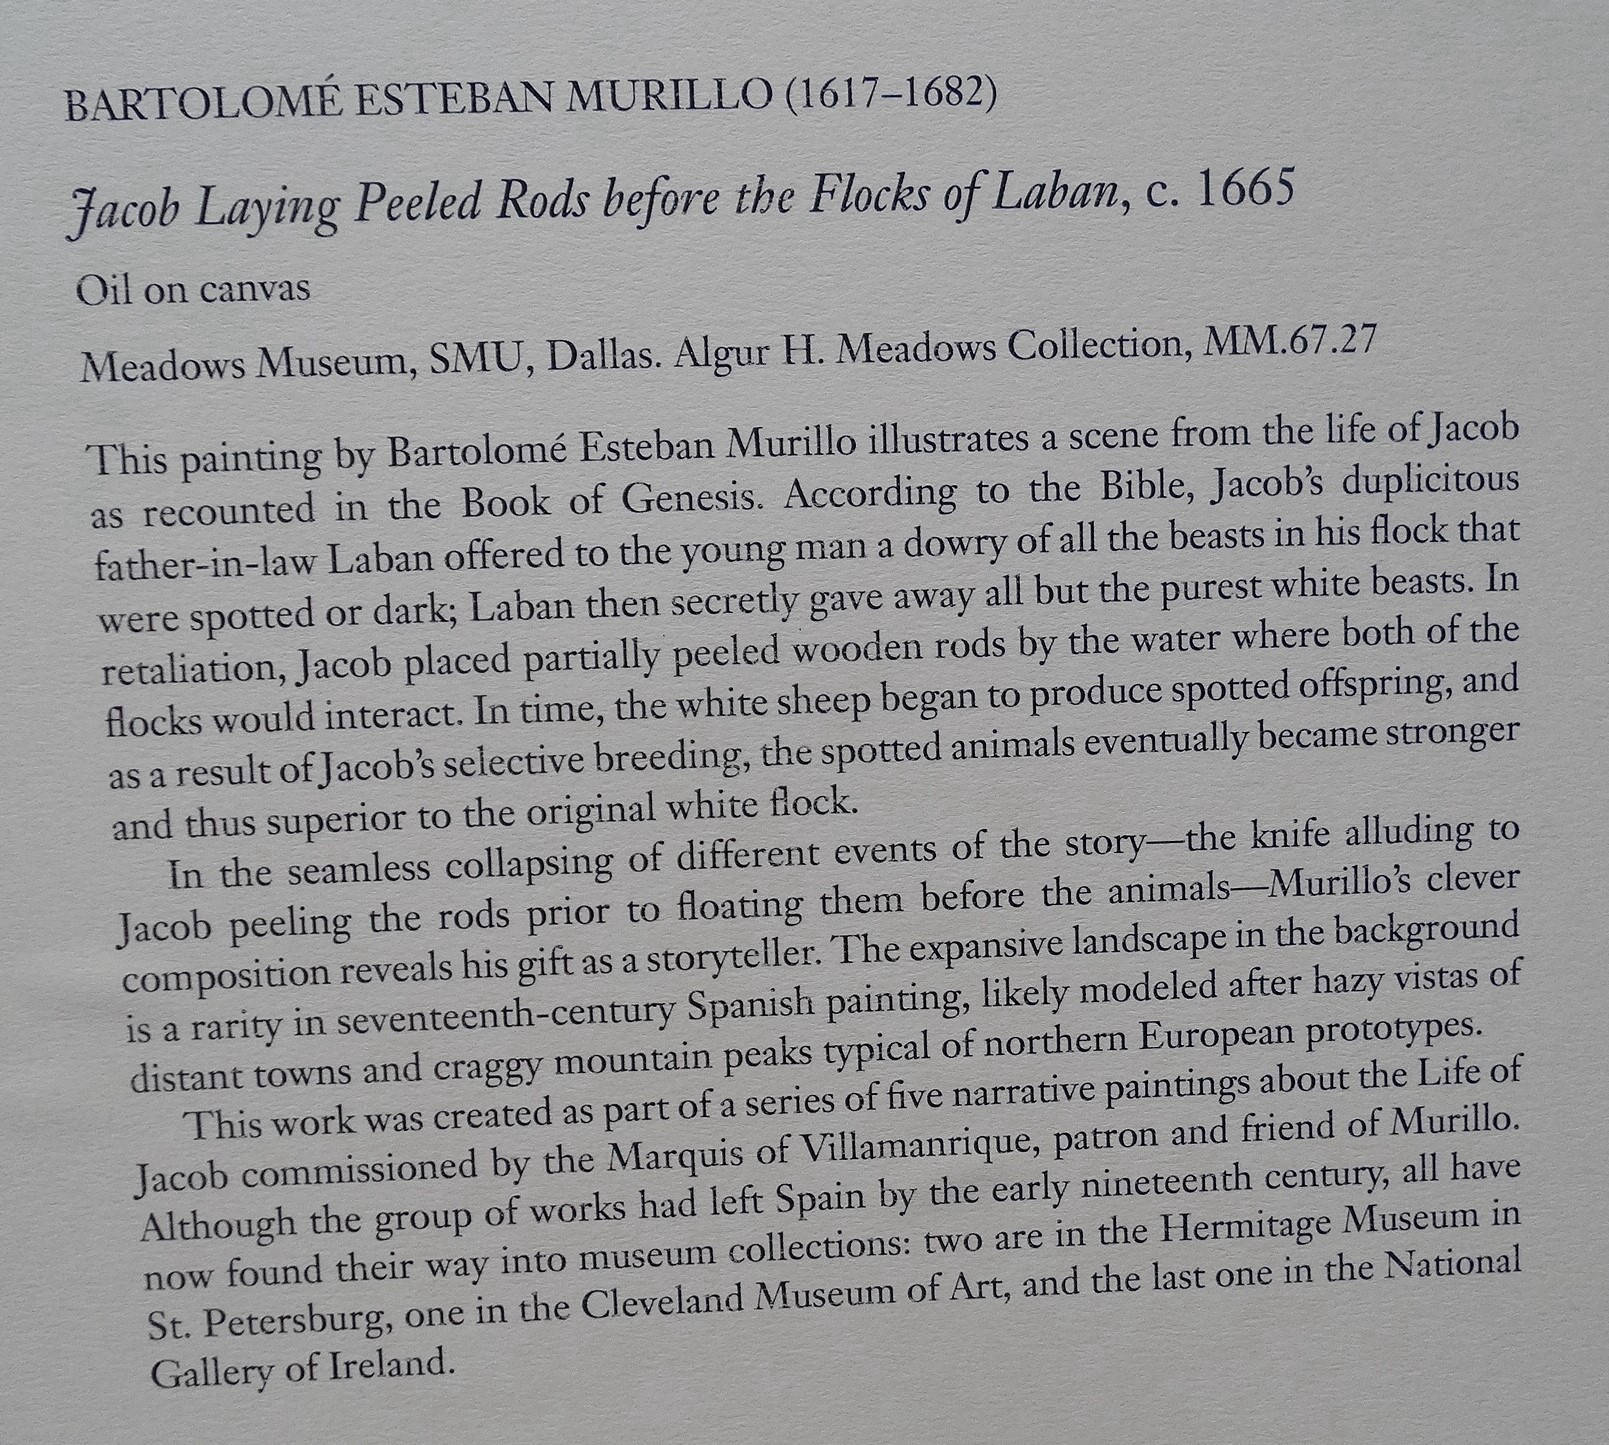 BARTOLOMÉ ESTEBAN MURILLO (1617–1682)
Jacob Laying Peeled Rods before the Flocks of Laban, c. 1665
Oil on canvas
Meadows Museum, SMU, Dallas. Algur H. Meadows Collection, MM.67.27
This painting by Bartolomé Esteban Murillo illustrates a scene from the life of Jacob
as recounted in the Book of Genesis. According to the Bible, Jacob’s duplicitous
father-in-law Laban offered to the young man a dowry of all the beasts in his flock that
were spotted or dark; Laban then secretly gave away all but the purest white beasts. In
retaliation, Jacob placed partially peeled wooden rods by the water where both of the
flocks would interact. In time, the white sheep began to produce spotted offspring, and
as a result of Jacob’s selective breeding, the spotted animals eventually became stronger
and thus superior to the original white flock.
In the seamless collapsing of different events of the story—the knife alluding to
Jacob peeling the rods prior to floating them before the animals—Murillo’s clever
composition reveals his gift as a storyteller. The expansive landscape in the background
is a rarity in seventeenth-century Spanish painting, likely modeled after hazy vistas of
distant towns and craggy mountain peaks typical of northern European prototypes.
This work was created as part of a series of five narrative paintings about the Life of
Jacob commissioned by the Marquis of Villamanrique, patron and friend of Murillo.
Although the group of works had left Spain by the early nineteenth century, all have
now found their way into museum collections: two are in the Hermitage Museum in
St. Petersburg, one in the Cleveland Museum of Art, and the last one in the National
Gallery of Ireland.